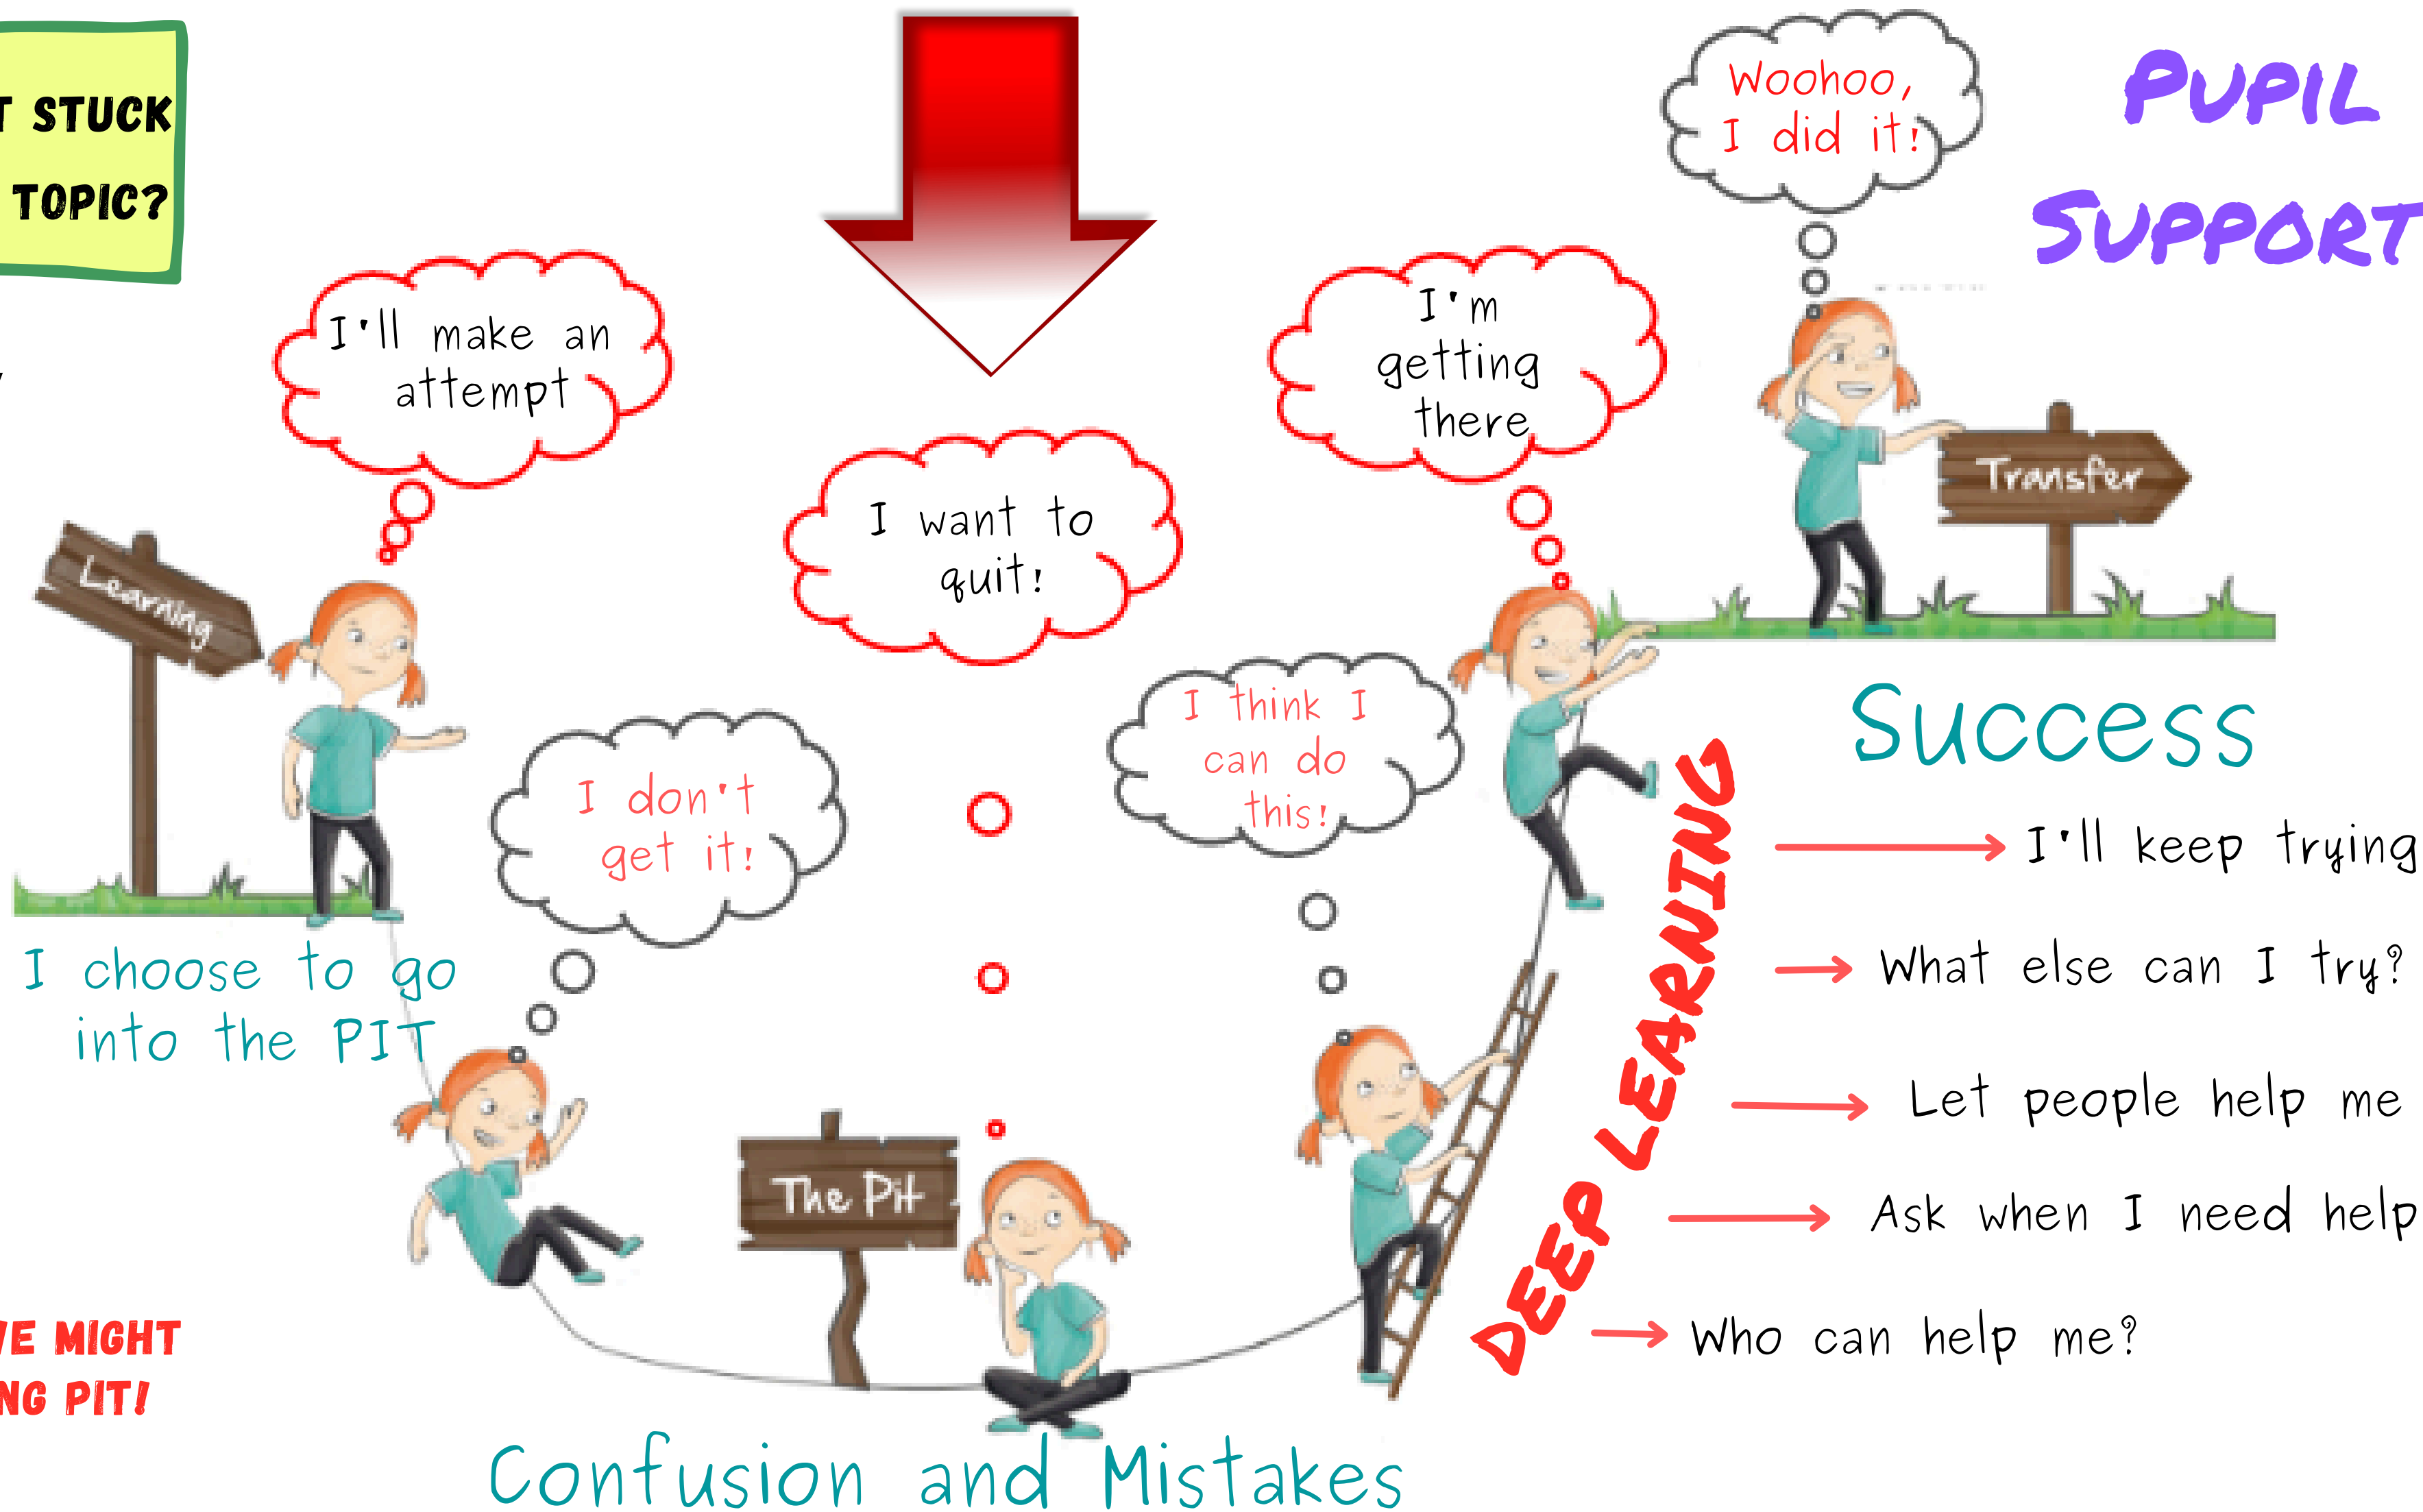 T STUCK
TOPIC?
Woohoo,
I did it!
PUPIL
SUPPORT
I'll make an
attempt
I'm
getting
there
I want to
quit!
Transfer
Learning
I don't
get it!
I think I
can do
this!
Success
I'll keep trying
I choose to go
into the PIT
What else can I try?
DEEP LEARNING
Let people help me
The Pit
Ask when I need help
Who can help me?
VE MIGHT
NG PIT!
Confusion and Mistakes